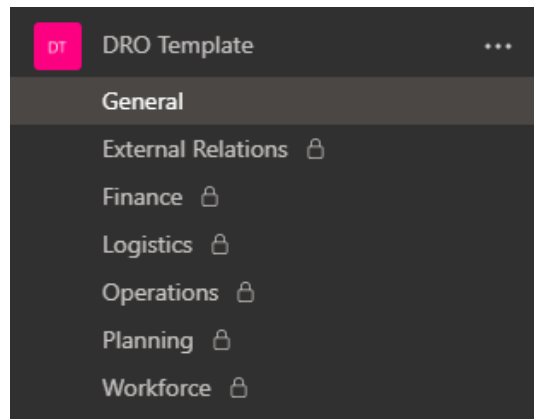 DT DRO Template ...
General
External Relations
Finance
Logistics
Operations
Planning
Workforce